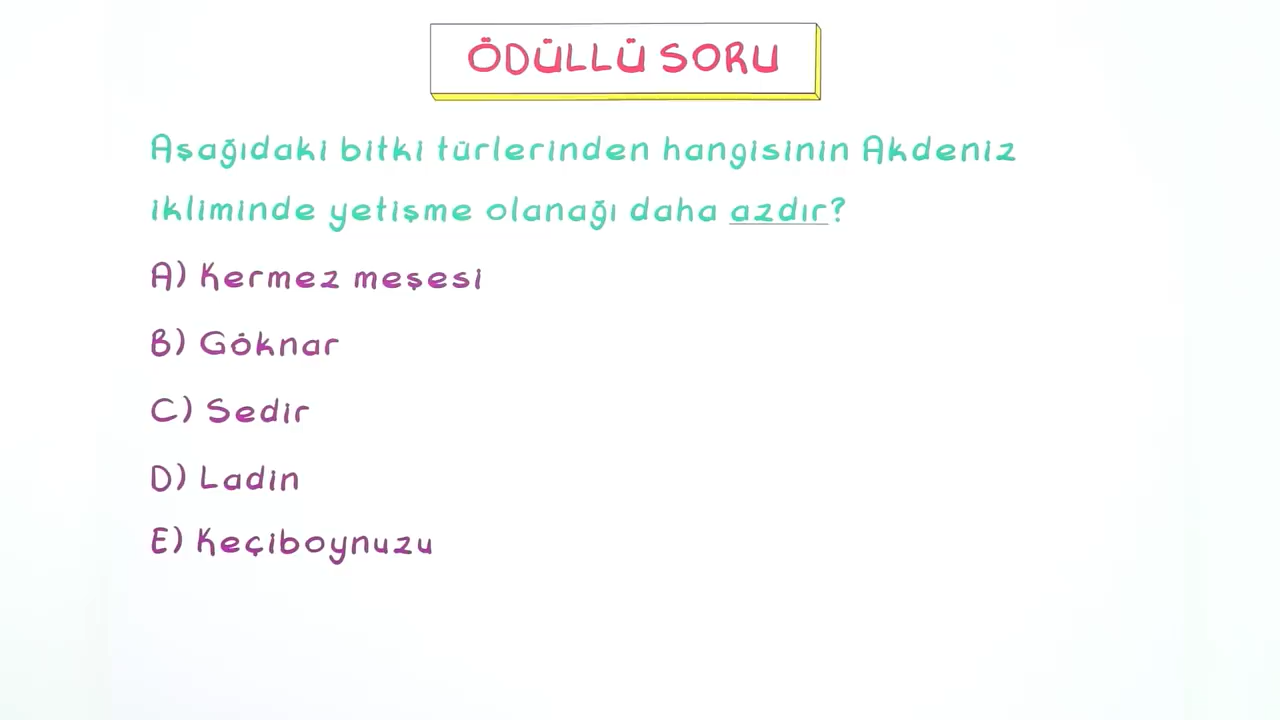 ÖDÜLLÜ SORU
Aşağıdaki bitki türlerinden hangisinin Akdeniz
ikliminde yetişme olanağı daha azdır?
A) Kermez meşesi
B) Göknar
C) Sedir
D) Ladin
E) Keçiboynuzu